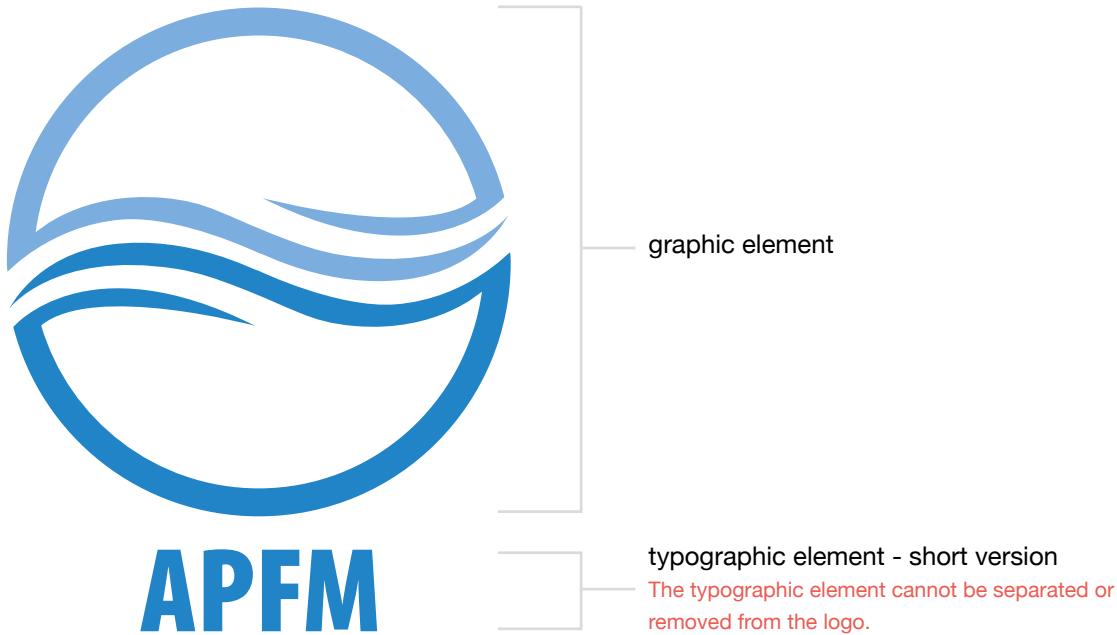 graphic element
APFM
typographic element - short version
The typographic element cannot be separated or
removed from the logo.